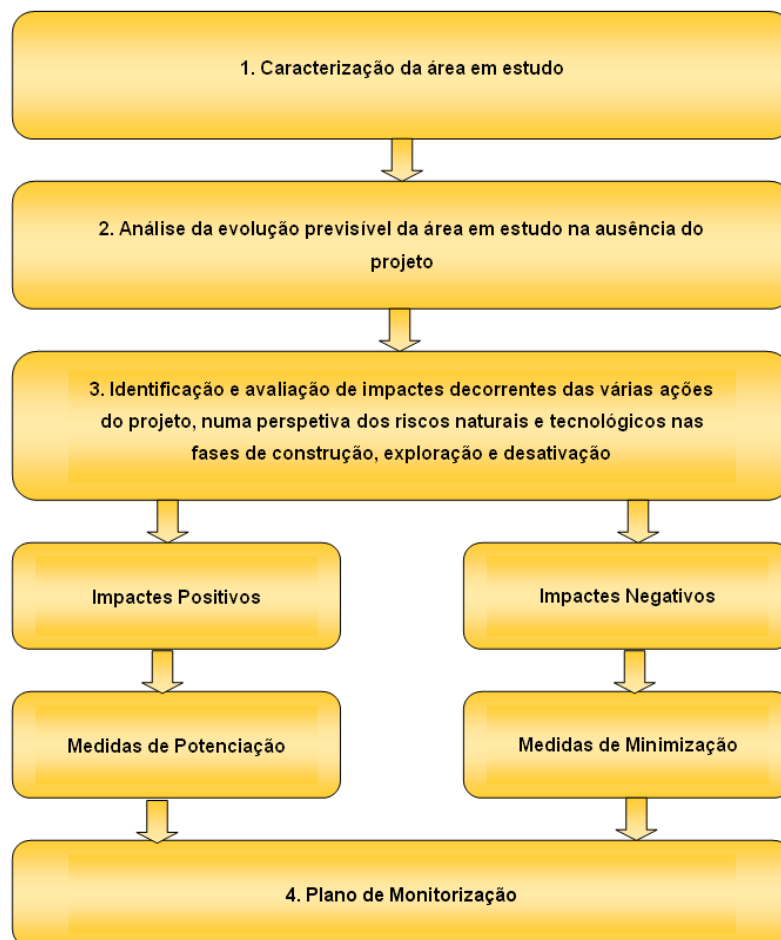 1. Caracterização da área em estudo
2. Análise da evolução previsível da área em estudo na ausência do
projeto
3. Identificação e avaliação de impactes decorrentes das várias ações
do projeto, numa perspetiva dos riscos naturais e tecnológicos nas
fases de construção, exploração e desativação
Impactes Positivos
Impactes Negativos
Medidas de Potenciação
Medidas de Minimização
4. Plano de Monitorização